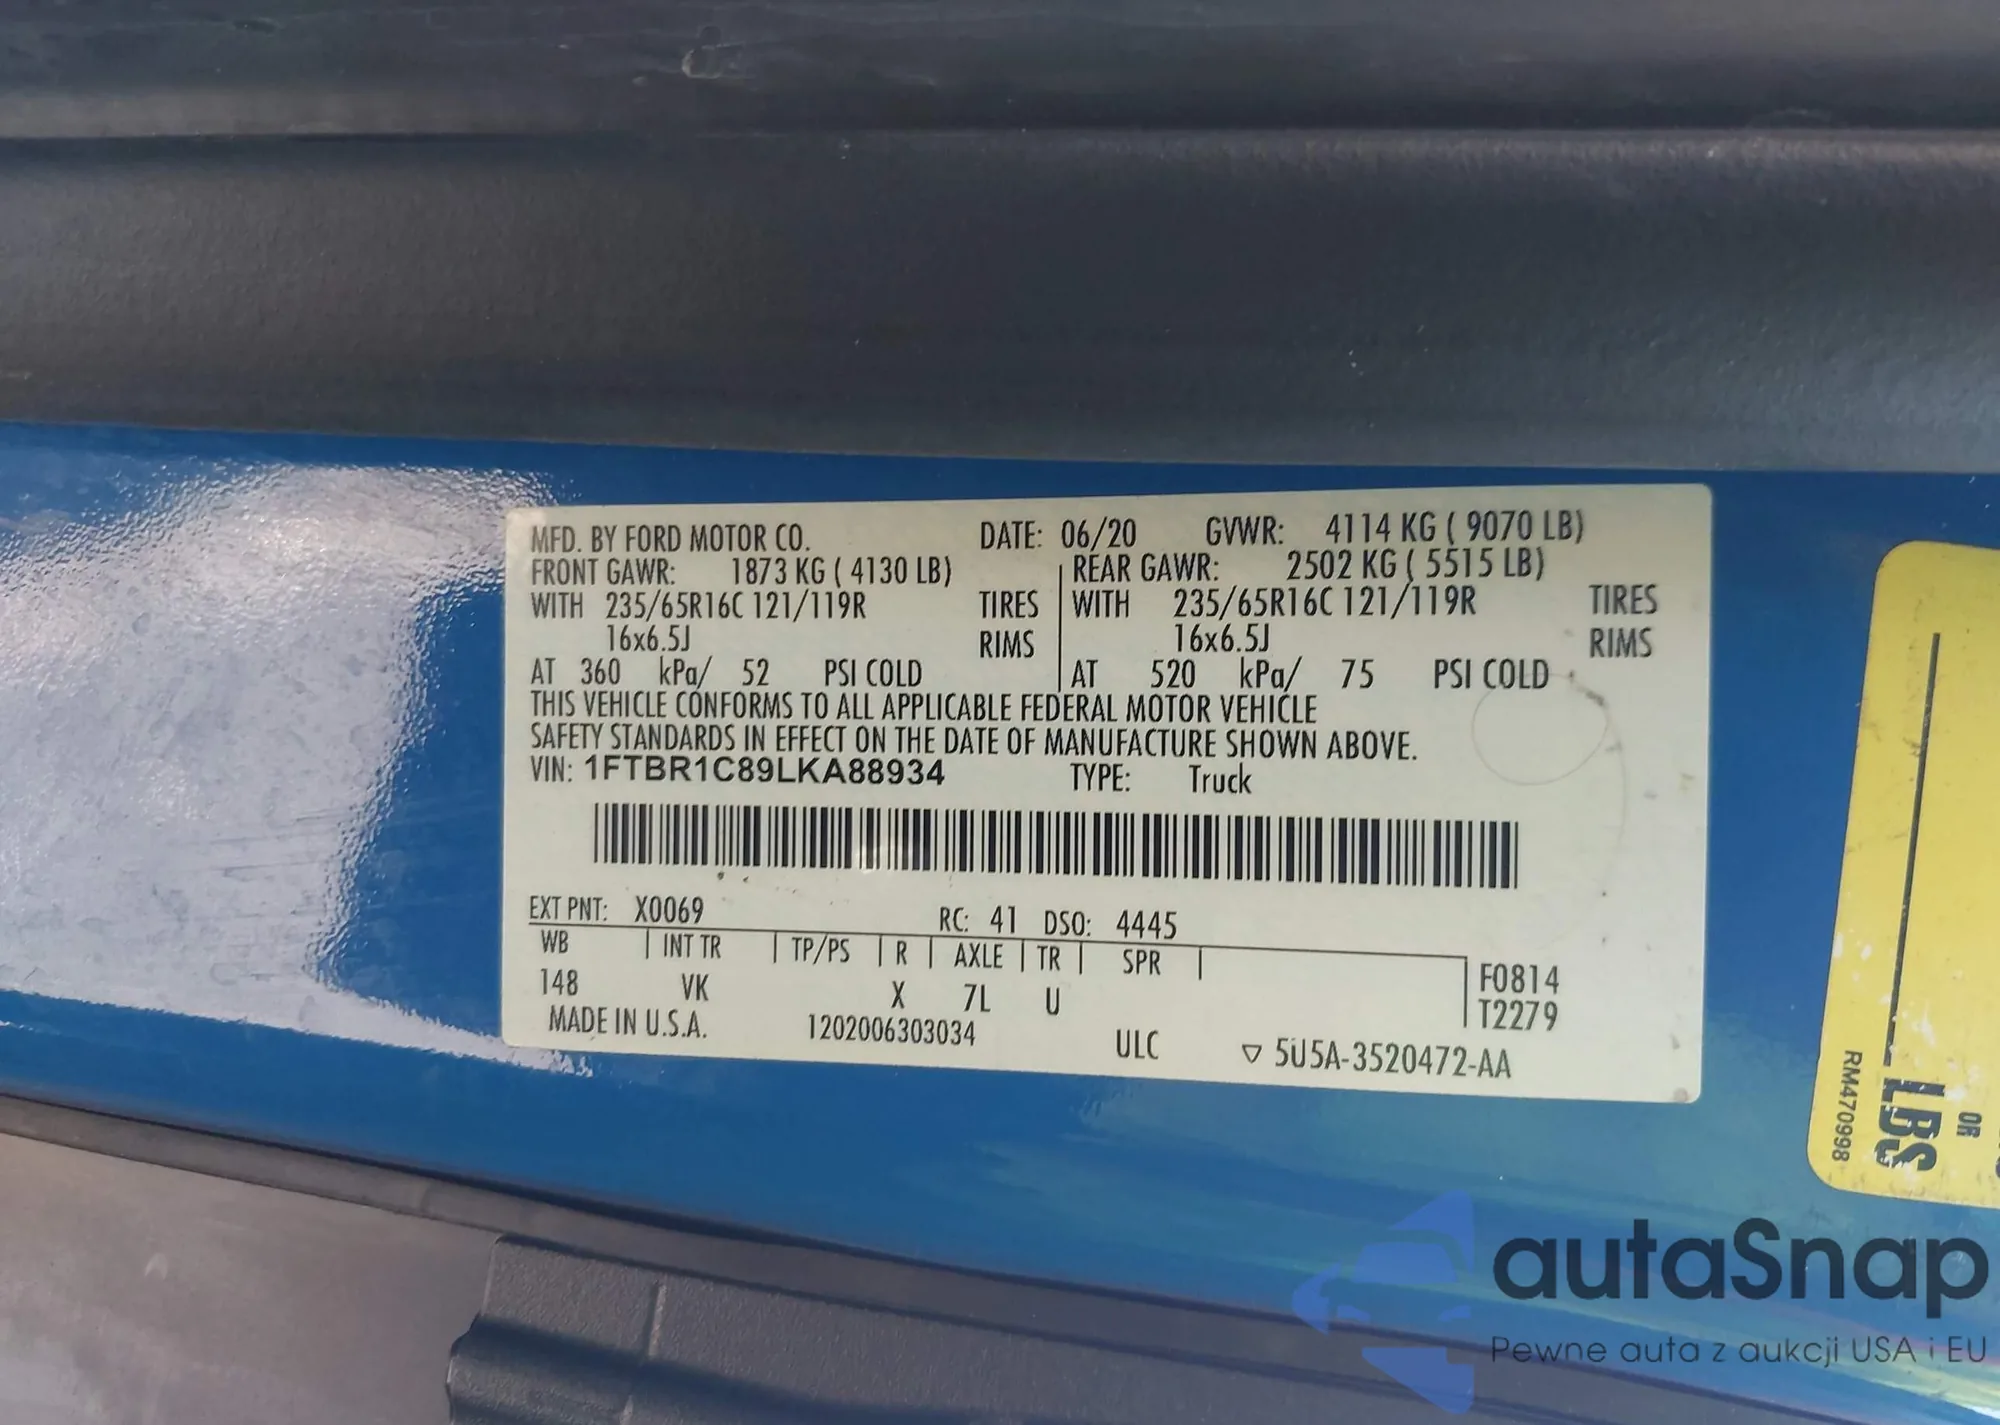 MFD. BY FORD MOTOR CO. DATE: 06/20 GVWR: 4114 KG ( 9070 LB)
FRONT GAWR: 1873 KG ( 4130 LB) REAR GAWR: 2502 KG ( 5515 LB)
WITH 235/65R16C 121/119R TIRES WITH 235/65R16C 121/119R TIRES
16x6.5J RIMS 16x6.5J RIMS
AT 360 kPa/ 52 PSI COLD AT 520 kPa/ 75 PSI COLD
THIS VEHICLE CONFORMS TO ALL APPLICABLE FEDERAL MOTOR VEHICLE
SAFETY STANDARDS IN EFFECT ON THE DATE OF MANUFACTURE SHOWN ABOVE.
VIN: 1FTBR1C89LKA88934 TYPE: Truck
EXT PNT: X0069 RC: 41 DSO: 4445
WB INT TR TP/PS R AXLE TR SPR
148 VK X 7L U F0814
T2279
MADE IN U.S.A. 1202006303034 ULC ▽ 5U5A-3520472-AA
RM470998
LBS
OR
autaSnap
Pewne auta z aukcji USA i EU